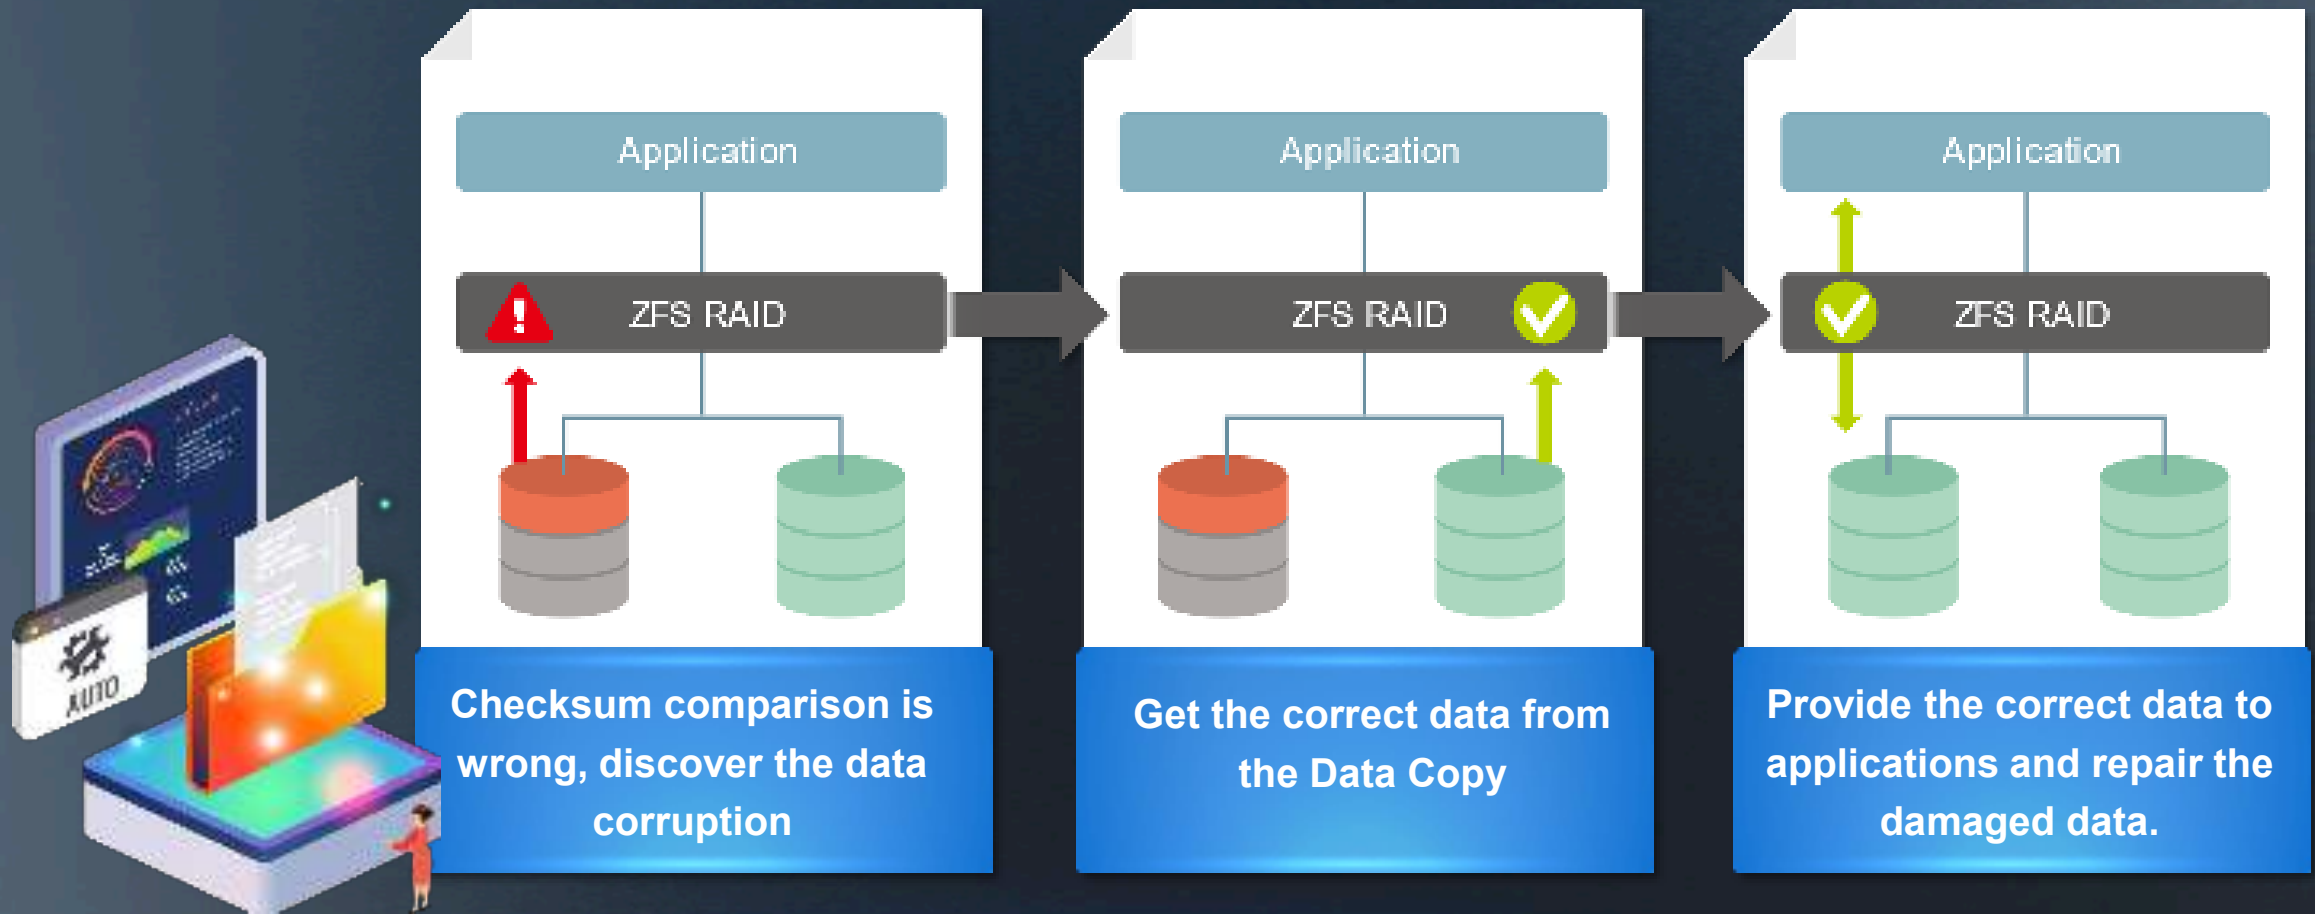 Application
ZFS RAID
Checksum comparison is
wrong, discover the data
corruption
Application
ZFS RAID
Get the correct data from
the Data Copy
Application
ZFS RAID
Provide the correct data to
applications and repair the
damaged data.
AUTO